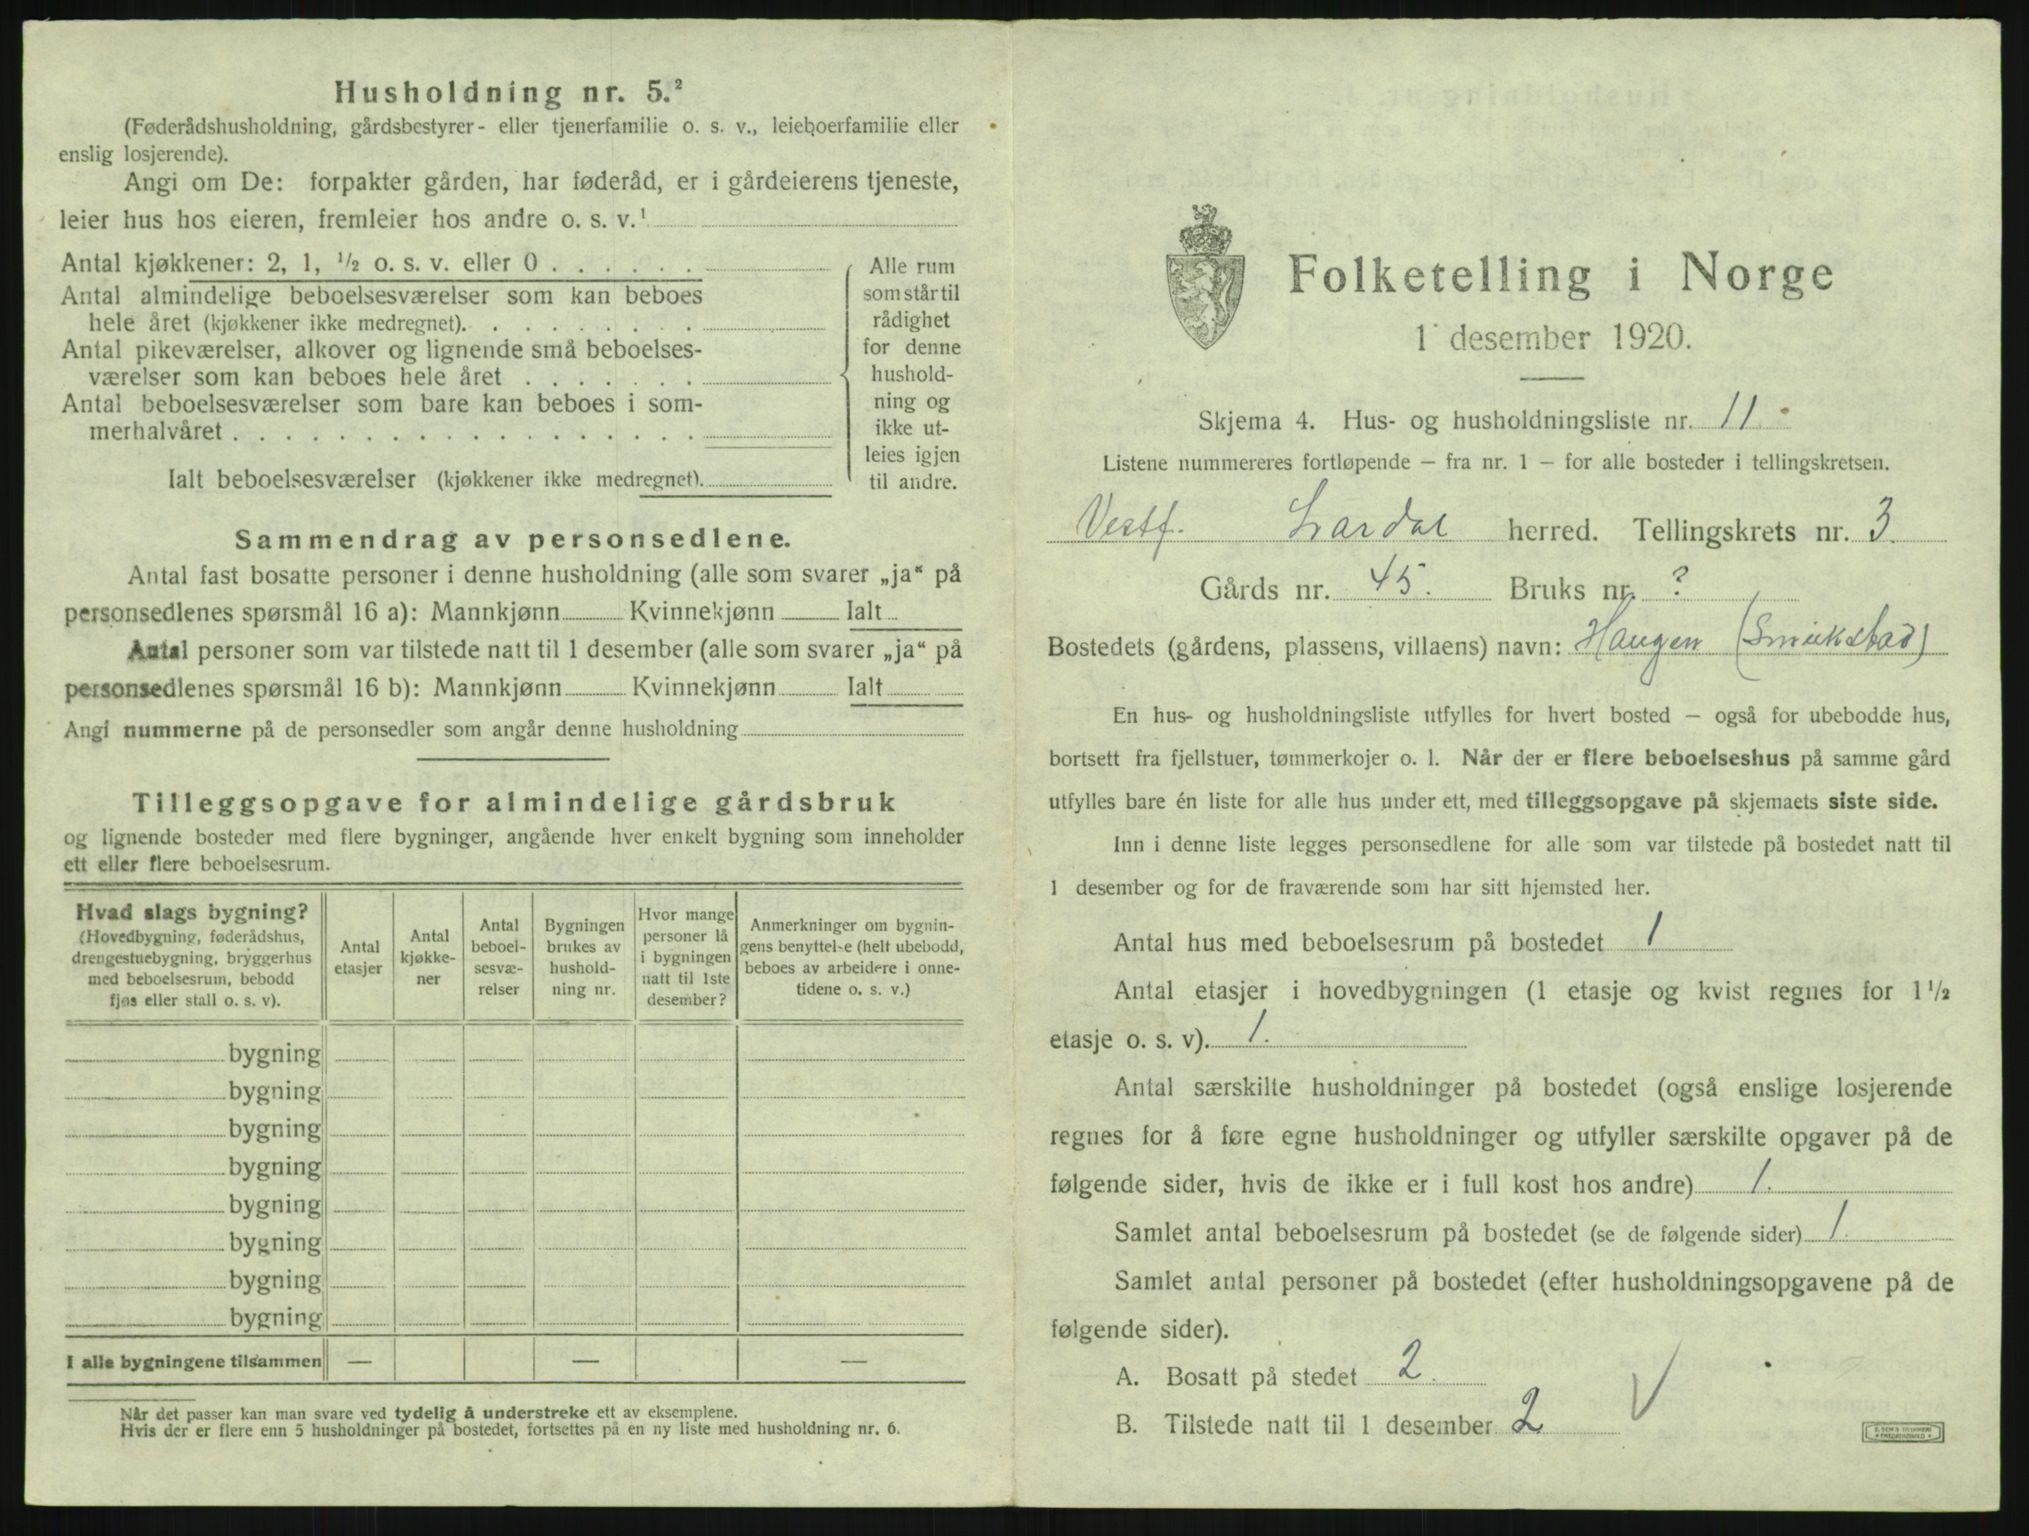 Husholdning nr. 5.²
(Føderådshusholdning, gårdsbestyrer- eller tjenerfamilie o. s. v., leieboerfamilie eller
enslig losjerende).
Angi om De: forpakter gården, har føderåd, er i gårdeierens tjeneste,
leier hus hos eieren, fremleier hos andre o. s. v.¹
Antal kjøkkener: 2, 1, ½ o. s. v. eller 0 . . . . . .
Antal almindelige beboelsesværelser som kan beboes
hele året (kjøkkener ikke medregnet). . . . . . . . .
Antal pikeværelser, alkover og lignende små beboelses-
værelser som kan beboes hele året . . . . . . .
Antal beboelsesværelser som bare kan beboes i som-
merhalvåret . . . . . . . . . . . . . . . . . .
Ialt beboelsesværelser (kjøkkener ikke medregnet).
Alle rum
som står til
rådighet
for denne
hushold-
ning og
ikke ut-
leies igjen
til andre.
Sammendrag av personsedlene.
Antal fast bosatte personer i denne husholdning (alle som svarer „ja“ på
personsedlenes spørsmål 16 a): Mannkjønn Kvinnekjønn Ialt
Antal personer som var tilstede natt til 1 desember (alle som svarer „ja“ på
personsedlenes spørsmål 16 b): Mannkjønn Kvinnekjønn Ialt
Angi nummerne på de personsedler som angår denne husholdning
Tilleggsopgave for almindelige gårdsbruk
og lignende bosteder med flere bygninger, angående hver enkelt bygning som inneholder
ett eller flere beboelsesrum.
Hvad slags bygning?
(Hovedbygning, føderådshus,
drengestuebygning, bryggerhus
med beboelsesrum, bebodd
fjøs eller stall o. s. v).
Antal
etasjer
Antal
kjøkke-
ner
Antal
beboel-
sesvæ-
relser
Bygningen
brukes av
hushold-
ning nr.
Hvor mange
personer lå
i bygningen
natt til 1ste
desember?
Anmerkninger om bygnin-
gens benyttelse (helt ubebodd,
beboes av arbeidere i onne-
tidene o. s. v.)
bygning
bygning
bygning
bygning
bygning
bygning
bygning
bygning
I alle bygningene tilsammen — — —
Når det passer kan man svare ved tydelig å understreke ett av eksemplene.
Hvis der er flere enn 5 husholdninger på bostedet, fortsettes på en ny liste med husholdning nr. 6.
Folketelling i Norge
1 desember 1920.
Skjema 4. Hus- og husholdningsliste nr. 11
Listene nummereres fortløpende – fra nr. 1 – for alle bosteder i tellingskretsen.
Vestf. Lardal herred. Tellingskrets nr. 3.
Gårds nr. 45. Bruks nr. ?
Bostedets (gårdens, plassens, villaens) navn: Haugen (Smukstad)
En hus- og husholdningsliste utfylles for hvert bosted – også for ubebodde hus,
bortsett fra fjellstuer, tømmerkojer o. l. Når der er flere beboelseshus på samme gård
utfylles bare én liste for alle hus under ett, med tilleggsopgave på skjemaets siste side.
Inn i denne liste legges personsedlene for alle som var tilstede på bostedet natt til
1 desember og for de fraværende som har sitt hjemsted her.
Antal hus med beboelsesrum på bostedet 1
Antal etasjer i hovedbygningen (1 etasje og kvist regnes for 1½
etasje o. s. v). 1.
Antal særskilte husholdninger på bostedet (også enslige losjerende
regnes for å føre egne husholdninger og utfyller særskilte opgaver på de
følgende sider, hvis de ikke er i full kost hos andre) 1.
Samlet antal beboelsesrum på bostedet (se de følgende sider) 1.
Samlet antal personer på bostedet (efter husholdningsopgavene på de
følgende sider).
A. Bosatt på stedet 2.
B. Tilstede natt til 1 desember 2